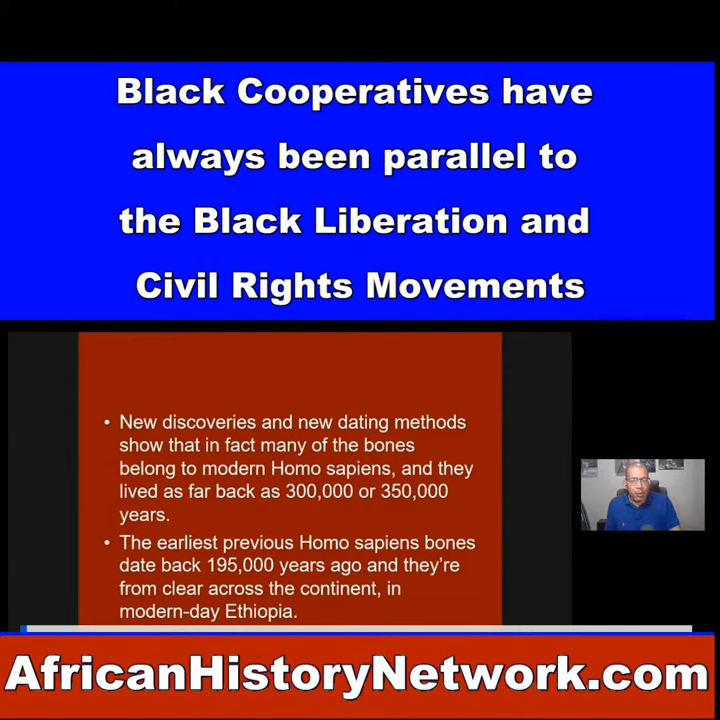 Black Cooperatives have
always been parallel to
the Black Liberation and
Civil Rights Movements
• New discoveries and new dating methods
show that in fact many of the bones
belong to modern Homo sapiens, and they
lived as far back as 300,000 or 350,000
years.
• The earliest previous Homo sapiens bones
date back 195,000 years ago and they're
from clear across the continent, in
modern-day Ethiopia.
AfricanHistoryNetwork.com